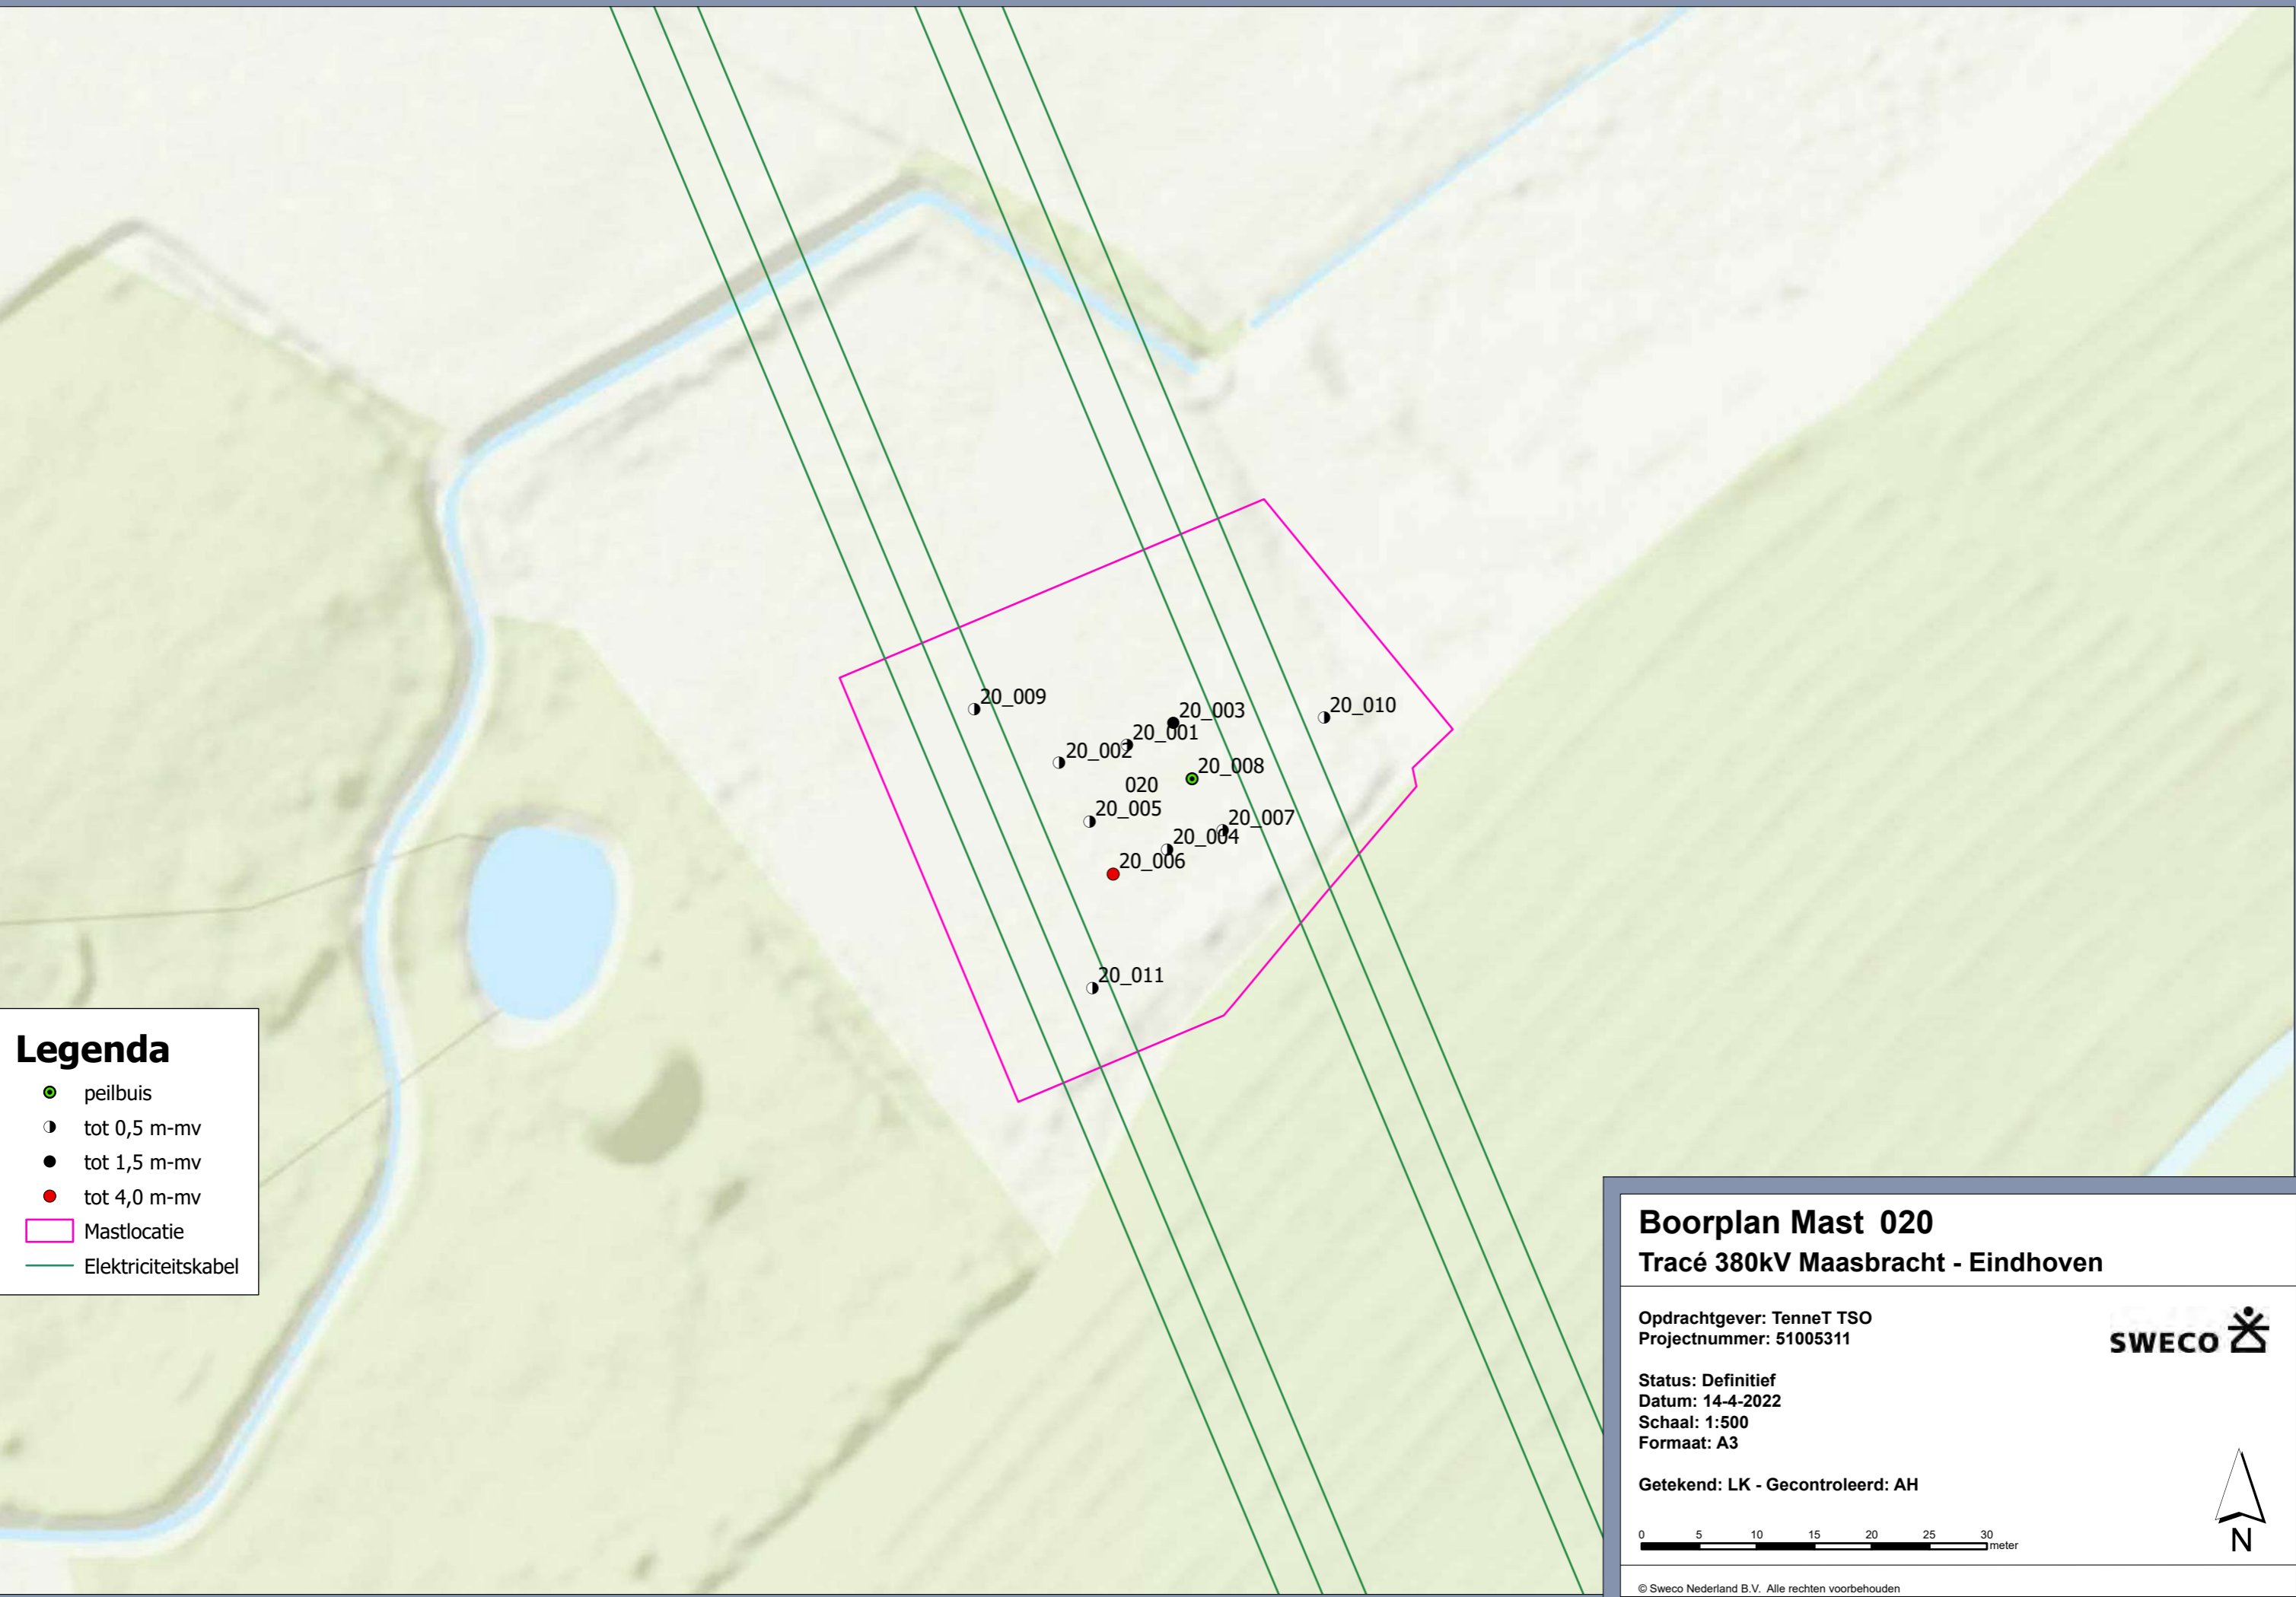 20_009
20_003
20_010
20_001
20_002
20_008
020
20_005
20_007
20_004
20_006
20_011
Legenda
peilbuis
tot 0,5 m-mv
tot 1,5 m-mv
tot 4,0 m-mv
Mastlocatie
Elektriciteitskabel
Boorplan Mast 020
Tracé 380kV Maasbracht - Eindhoven
Opdrachtgever: TenneT TSO
Projectnummer: 51005311
SWECO
Status: Definitief
Datum: 14-4-2022
Schaal: 1:500
Formaat: A3
Getekend: LK - Gecontroleerd: AH
0 5 10 15 20 25 30
meter
N
© Sweco Nederland B.V. Alle rechten voorbehouden